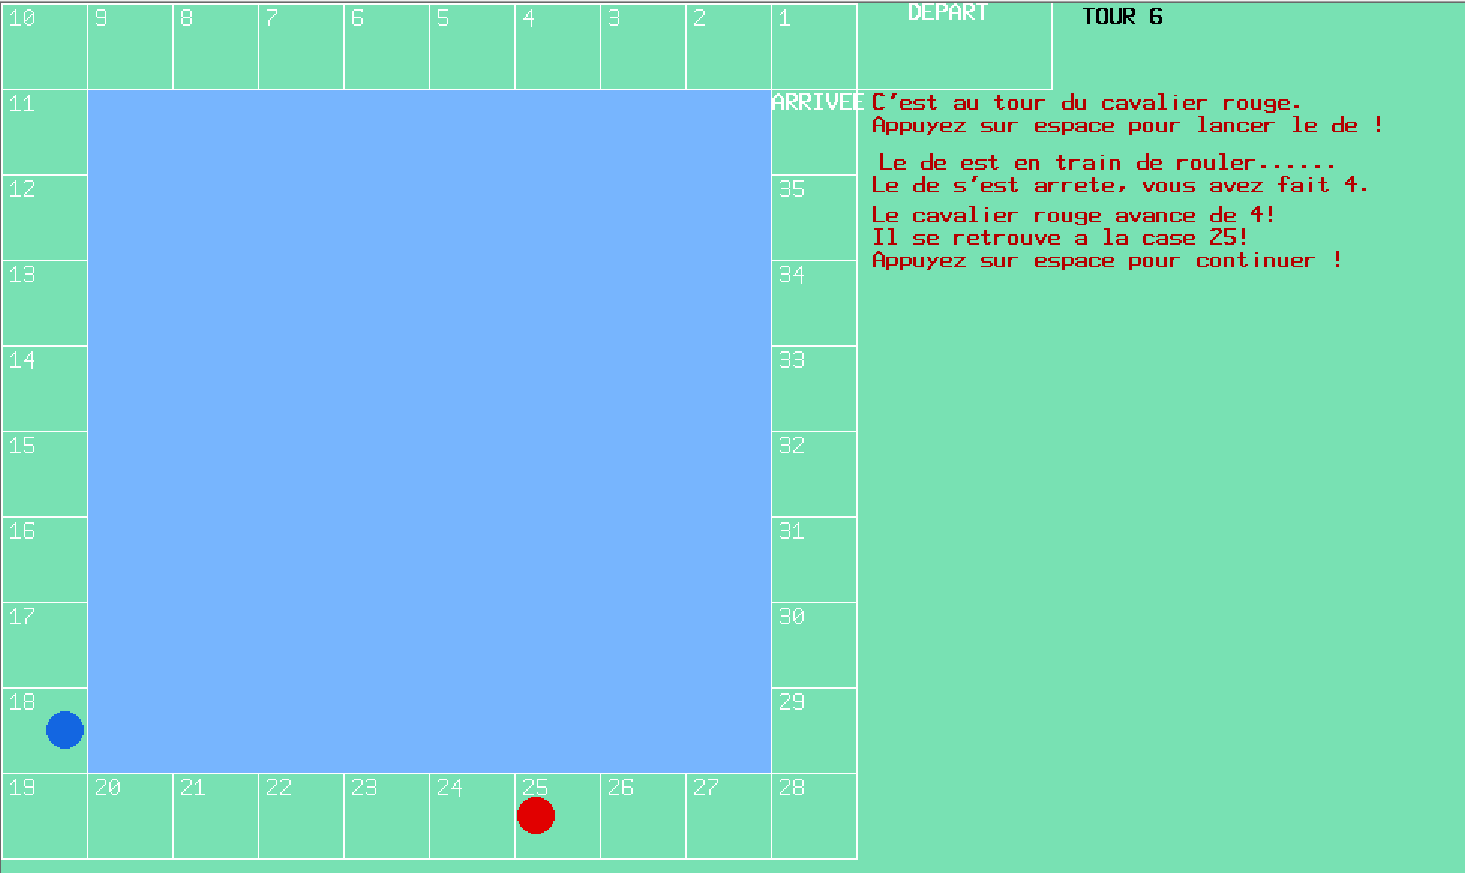 10 9 8 7 6 5 4 3 2 1 DEPART TOUR 6
11 ARRIVEE C'est au tour du cavalier rouge.
Appuyez sur espace pour lancer le de !
Le de est en train de rouler......
12 35 Le de s'est arrete, vous avez fait 4.
Le cavalier rouge avance de 4!
Il se retrouve a la case 25!
Appuyez sur espace pour continuer !
13 34
14 33
15 32
16 31
17 30
18 29
19 20 21 22 23 24 25 26 27 28